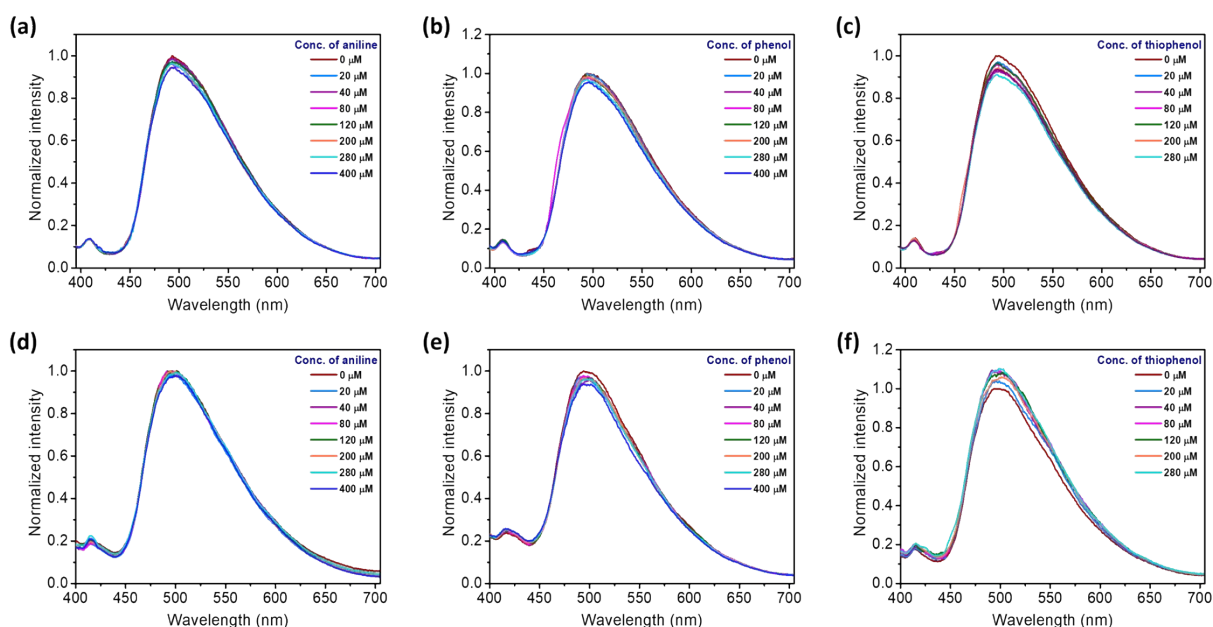 (a)
Conc. of aniline
0 μM
20 μM
40 μM
80 μM
120 μM
200 μM
280 μM
400 μM
1.0
0.8
0.6
0.4
0.2
0.0
Normalized intensity
400 450 500 550 600 650 700
Wavelength (nm)
(b)
Conc. of phenol
0 μM
20 μM
40 μM
80 μM
120 μM
200 μM
280 μM
400 μM
1.2
1.0
0.8
0.6
0.4
0.2
0.0
Normalized intensity
400 450 500 550 600 650 700
Wavelength (nm)
(c)
Conc. of thiophenol
0 μM
20 μM
40 μM
80 μM
120 μM
200 μM
280 μM
1.0
0.8
0.6
0.4
0.2
0.0
Normalized intensity
400 450 500 550 600 650 700
Wavelength (nm)
(d)
Conc. of aniline
0 μM
20 μM
40 μM
80 μM
120 μM
200 μM
280 μM
400 μM
1.0
0.8
0.6
0.4
0.2
0.0
Normalized intensity
400 450 500 550 600 650 700
Wavelength (nm)
(e)
Conc. of phenol
0 μM
20 μM
40 μM
80 μM
120 μM
200 μM
280 μM
400 μM
1.0
0.8
0.6
0.4
0.2
0.0
Normalized intensity
400 450 500 550 600 650 700
Wavelength (nm)
(f)
Conc. of thiophenol
0 μM
20 μM
40 μM
80 μM
120 μM
200 μM
280 μM
1.2
1.0
0.8
0.6
0.4
0.2
0.0
Normalized intensity
400 450 500 550 600 650 700
Wavelength (nm)